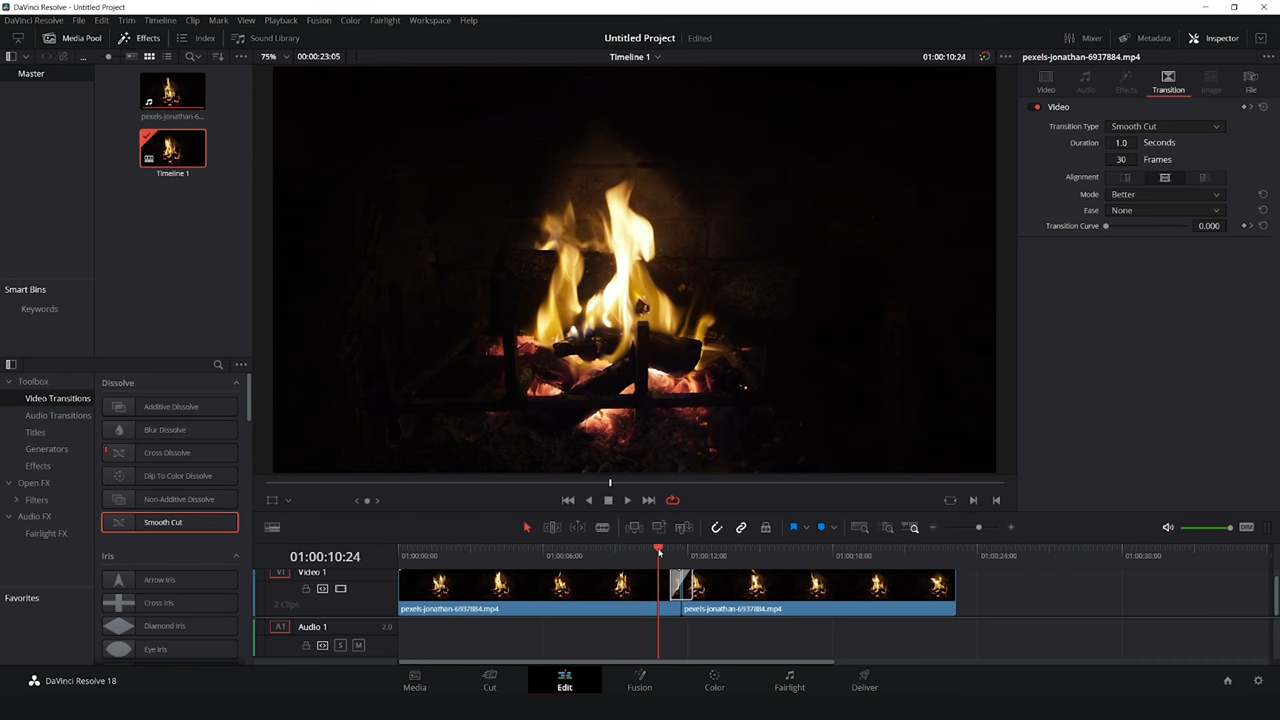 DaVinci Resolve - Untitled Project
DaVinci Resolve File Edit Trim Timeline Clip Mark View Playback Fusion Color Fairlight Workspace Help
Media Pool Effects Index Sound Library Untitled Project Edited Mixer Metadata Inspector
75% 00:00:23:05 Timeline 1 01:00:10:24 pexels-jonathan-6937884.mp4
Master
pexels-jonathan-6...
Timeline 1
Video Audio Effects Transition Image File
Video
Transition Type Smooth Cut
Duration 1.0 Seconds
30 Frames
Alignment
Mode Better
Ease None
Transition Curve 0.000
Smart Bins
Keywords
Toolbox
Video Transitions
Audio Transitions
Titles
Generators
Effects
Open FX
Filters
Audio FX
Fairlight FX
Favorites
Dissolve
Additive Dissolve
Blur Dissolve
Cross Dissolve
Dip To Color Dissolve
Non-Additive Dissolve
Smooth Cut
Iris
Arrow Iris
Cross Iris
Diamond Iris
Eye Iris
DIM
01:00:10:24
01:00:00:00 01:00:06:00 01:00:12:00 01:00:18:00 01:00:24:00 01:00:30:00
V1 Video 1
2 Clips
pexels-jonathan-6937884.mp4 pexels-jonathan-6937884.mp4
A1 Audio 1 2.0
S M
DaVinci Resolve 18
Media Cut Edit Fusion Color Fairlight Deliver